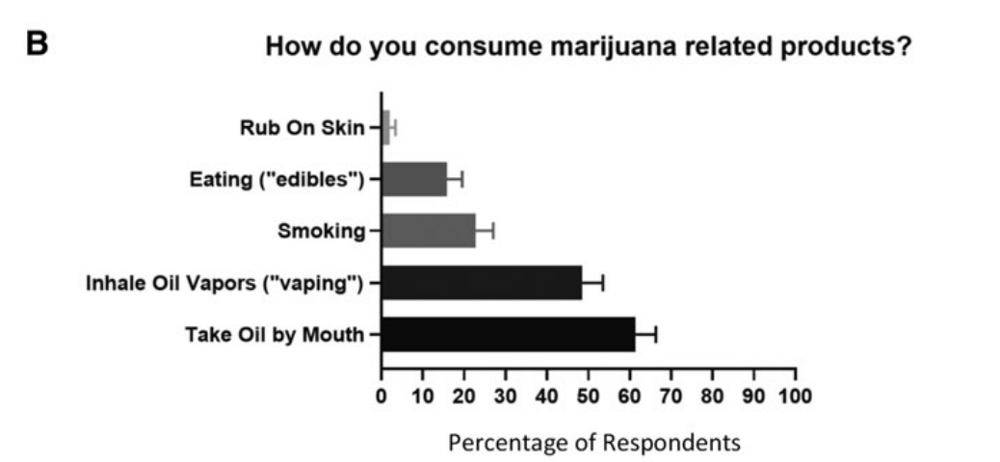 B
How do you consume marijuana related products?
Rub On Skin
Eating ("edibles")
Smoking
Inhale Oil Vapors ("vaping")
Take Oil by Mouth
0 10 20 30 40 50 60 70 80 90 100
Percentage of Respondents